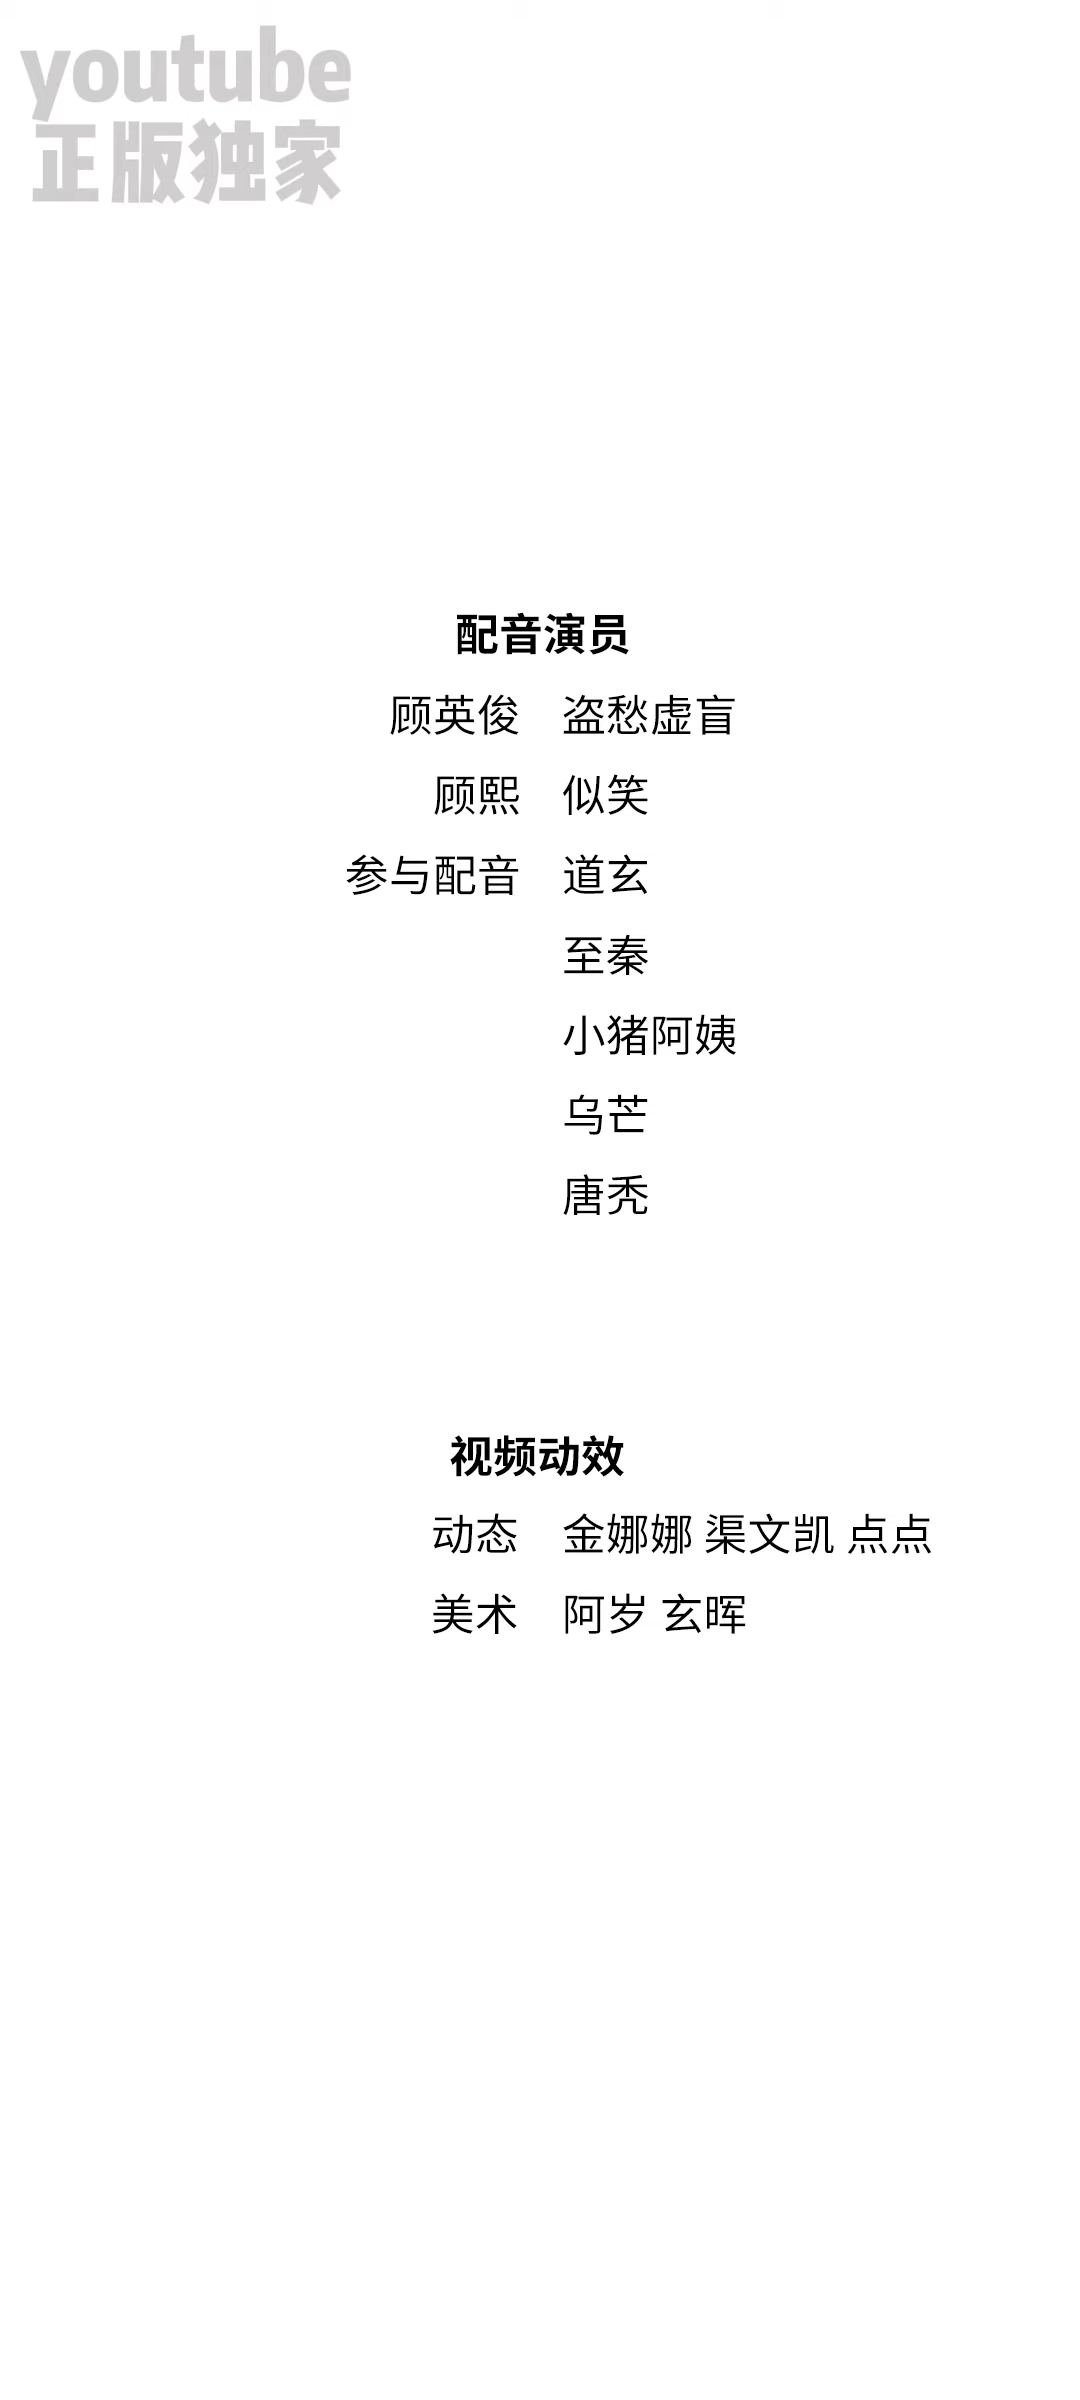 youtube
正版独家
配音演员
顾英俊 盗愁虚盲
顾熙 似笑
参与配音 道玄
至秦
小猪阿姨
乌芒
唐秃
视频动效
动态 金娜娜 渠文凯 点点
美术 阿岁 玄晖